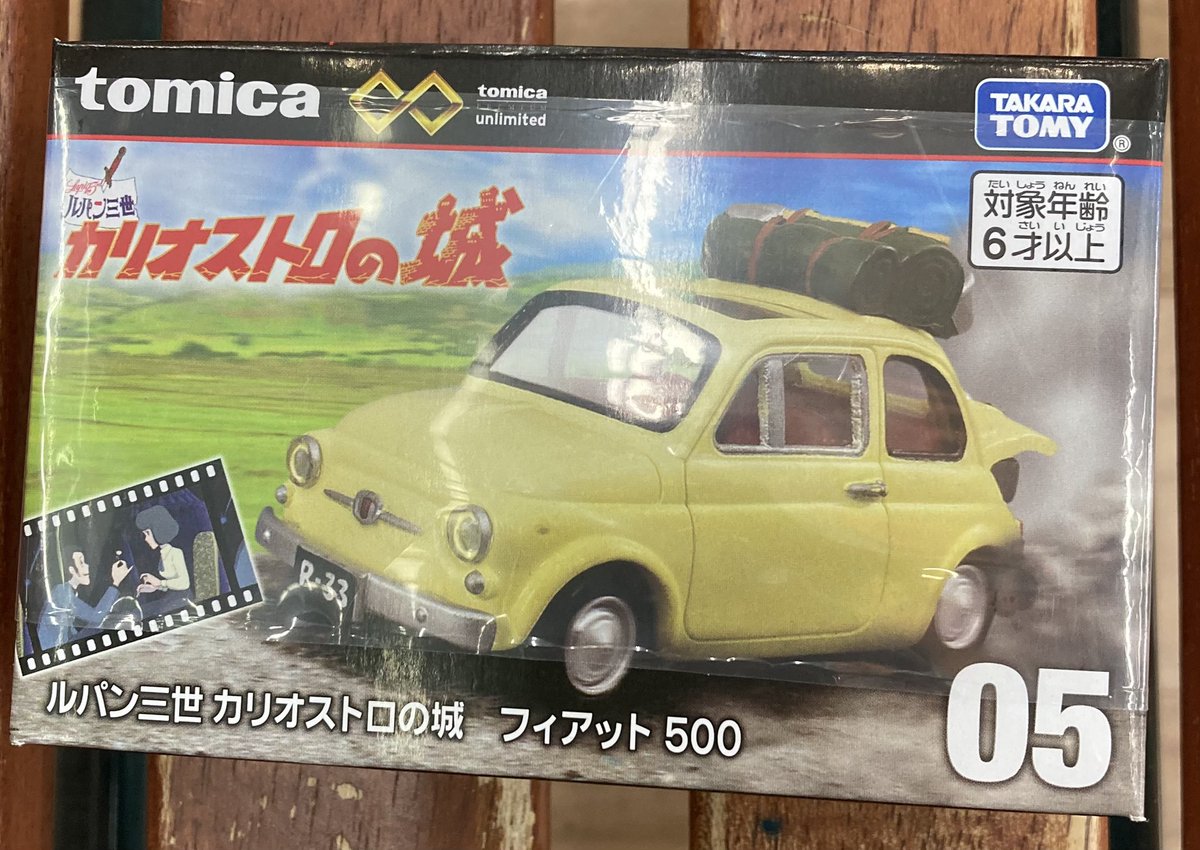 tomica
tomica
unlimited
TAKARA
TOMY
®
ルパン三世
カリオストロの城
たいしょうねんれい
対象年齢
さいいじょう
6才以上
R-33
ルパン三世 カリオストロの城 フィアット 500
05